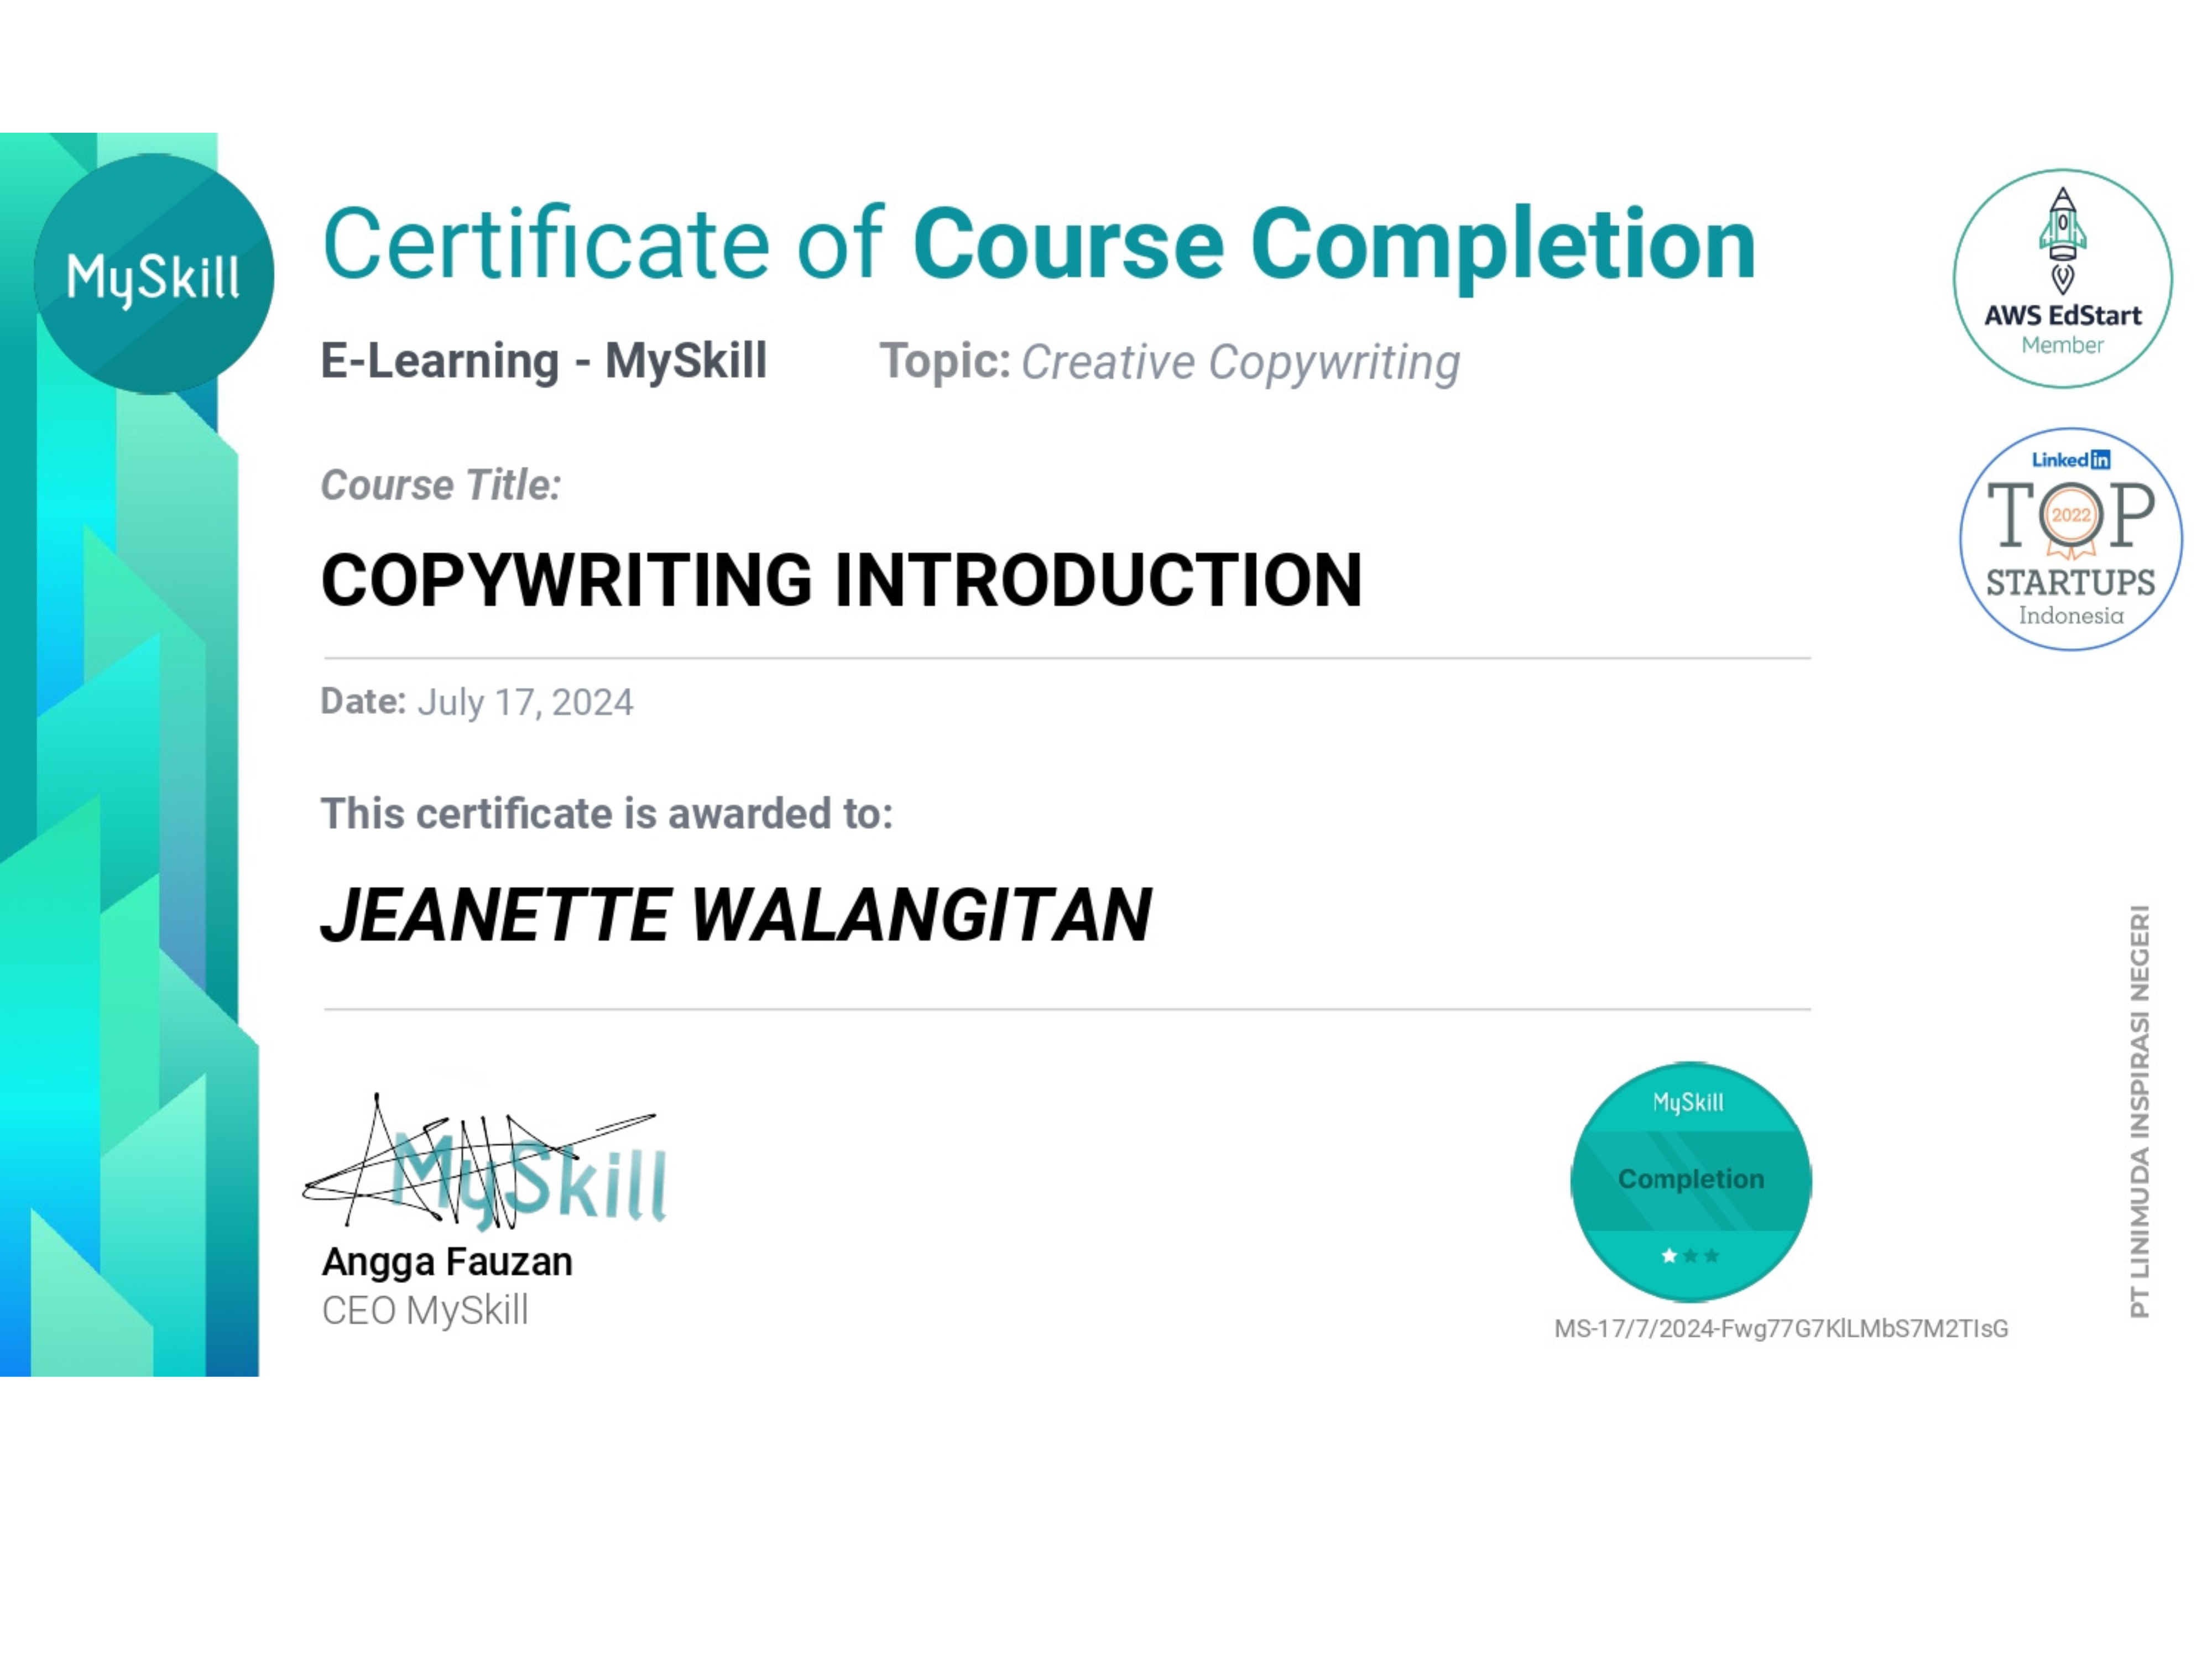 MySkill
Certificate of Course Completion
E-Learning - MySkill
Topic: Creative Copywriting
Course Title:
COPYWRITING INTRODUCTION
Date: July 17, 2024
This certificate is awarded to:
JEANETTE WALANGITAN
MySkill
Angga Fauzan
CEO MySkill
AWS EdStart
Member
LinkedIn
TOP
2022
STARTUPS
Indonesia
MySkill
Completion
MS-17/7/2024-Fwg77G7KlLMbS7M2TIsG
PT LINIMUDA INSPIRASI NEGERI